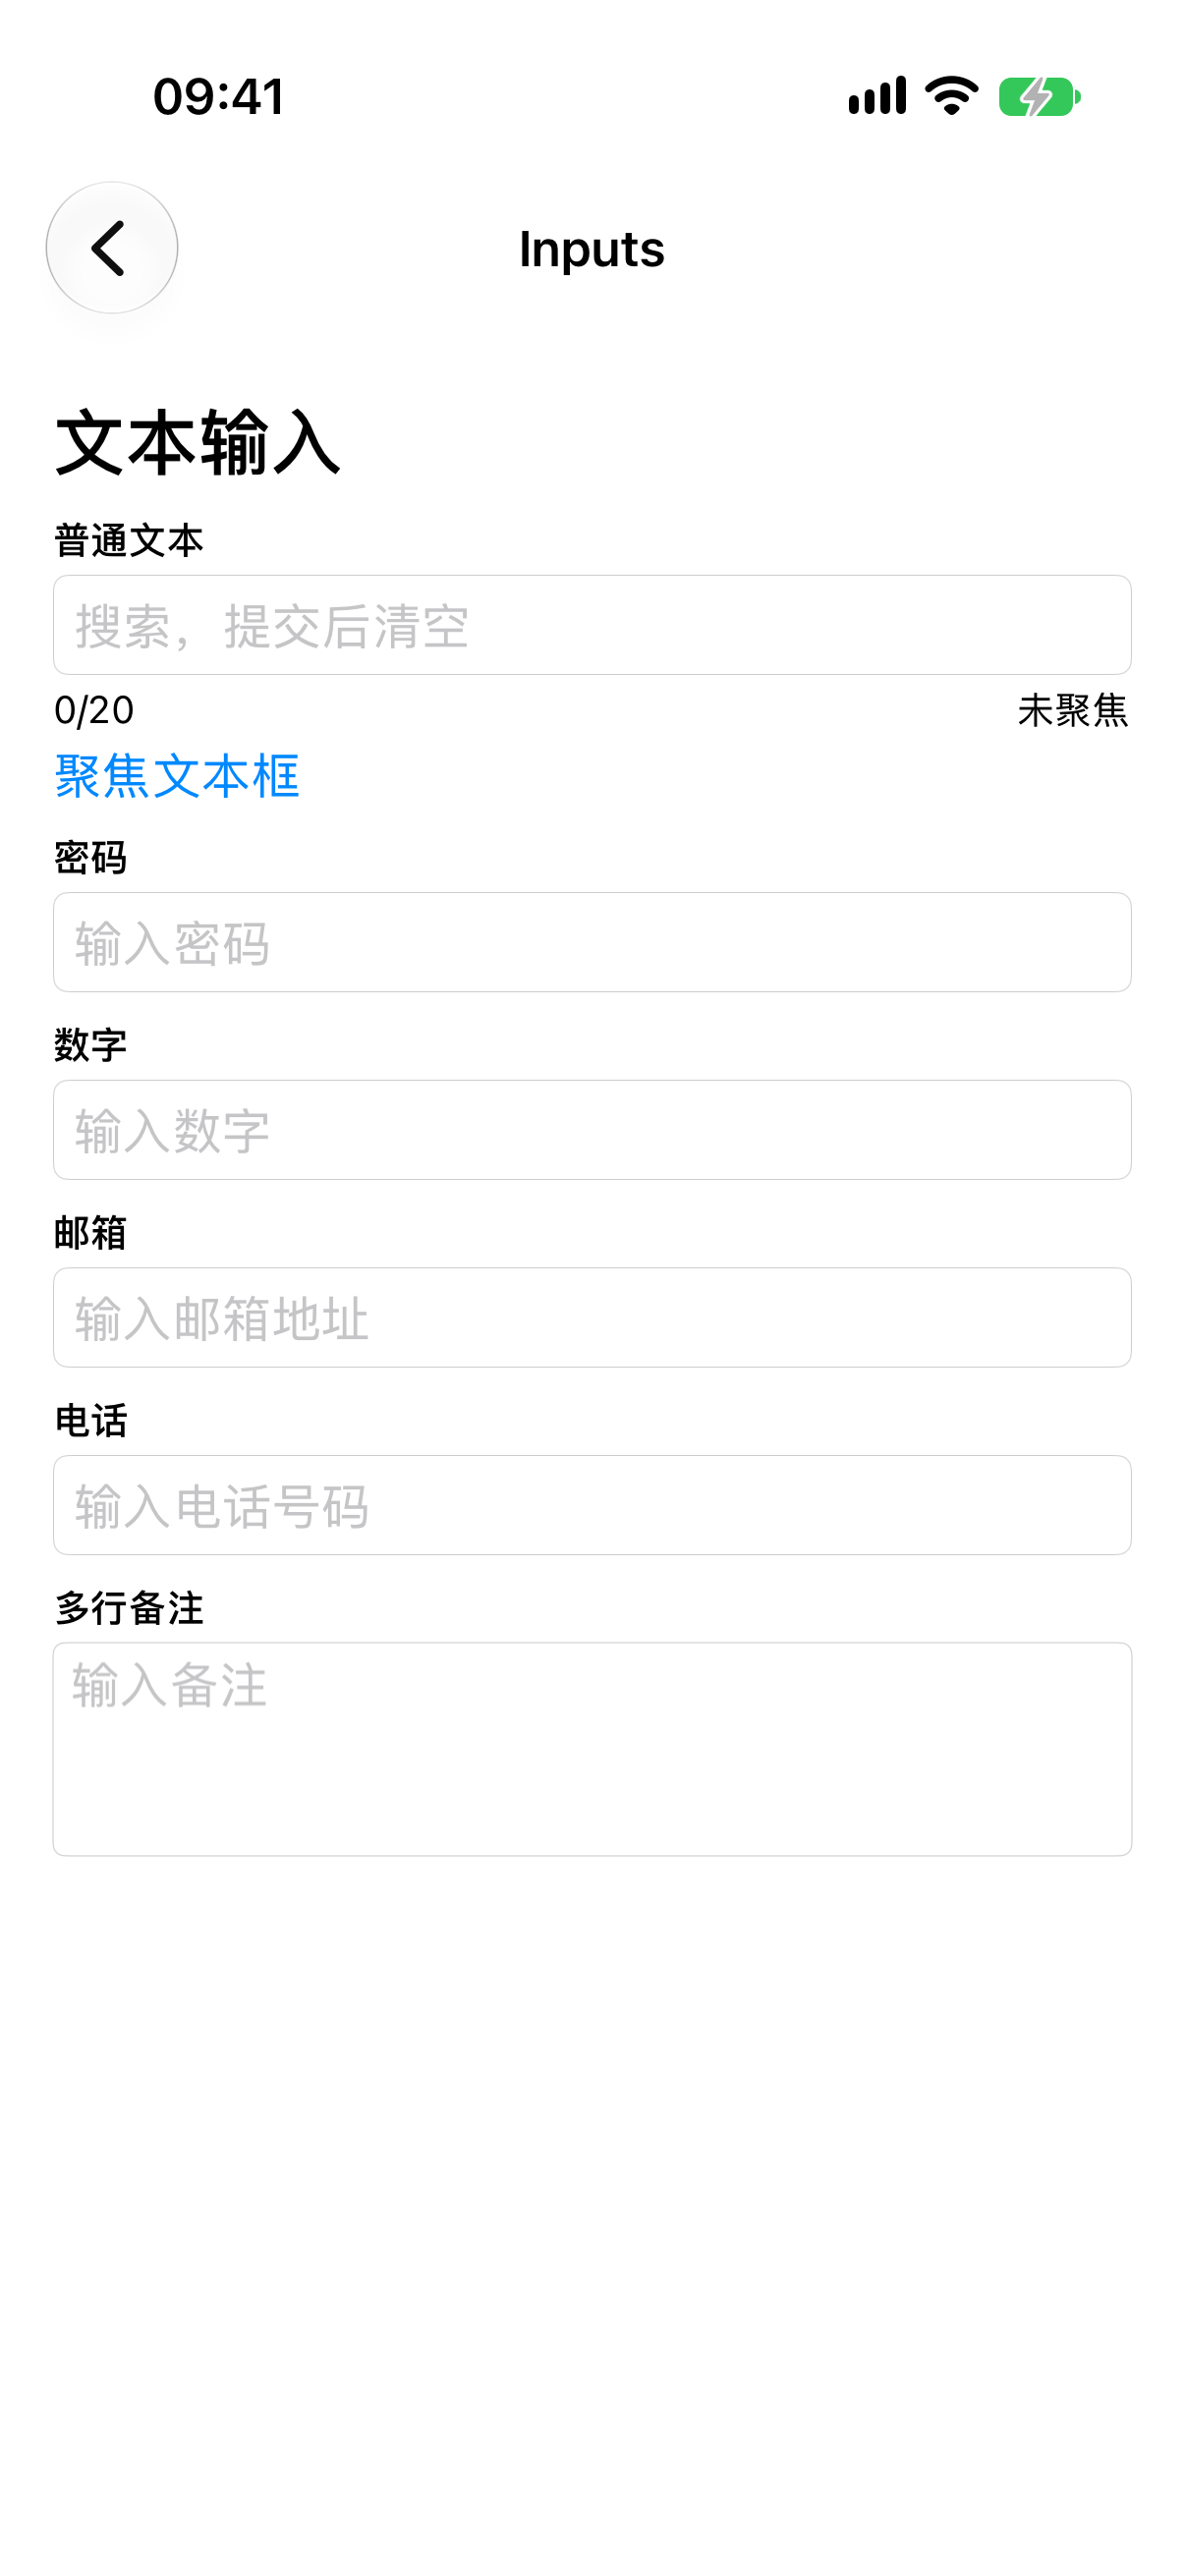 09:41
Inputs
文本输入
普通文本
搜索，提交后清空
0/20
未聚焦
聚焦文本框
密码
输入密码
数字
输入数字
邮箱
输入邮箱地址
电话
输入电话号码
多行备注
输入备注